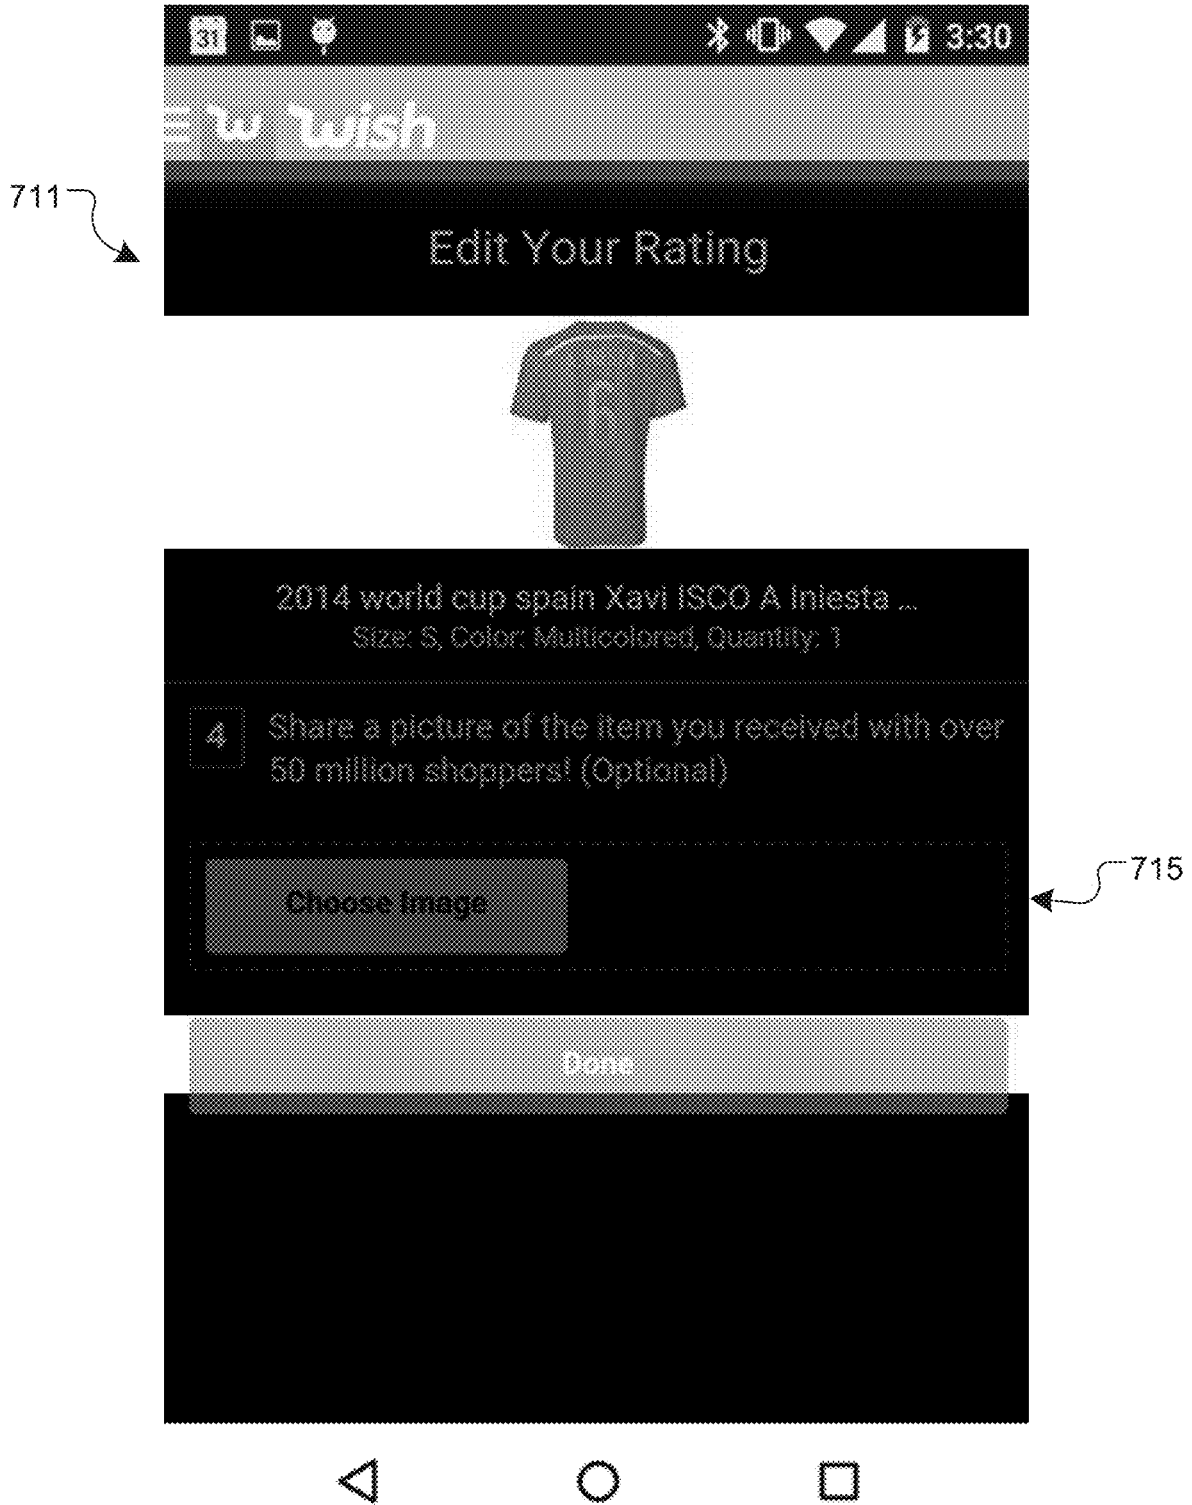 31 3:30
w wish
711
Edit Your Rating
2014 world cup spain Xavi ISCO A Iniesta ...
Size: S, Color: Multicolored, Quantity: 1
4 Share a picture of the item you received with over
50 million shoppers! (Optional)
Choose Image
715
Done